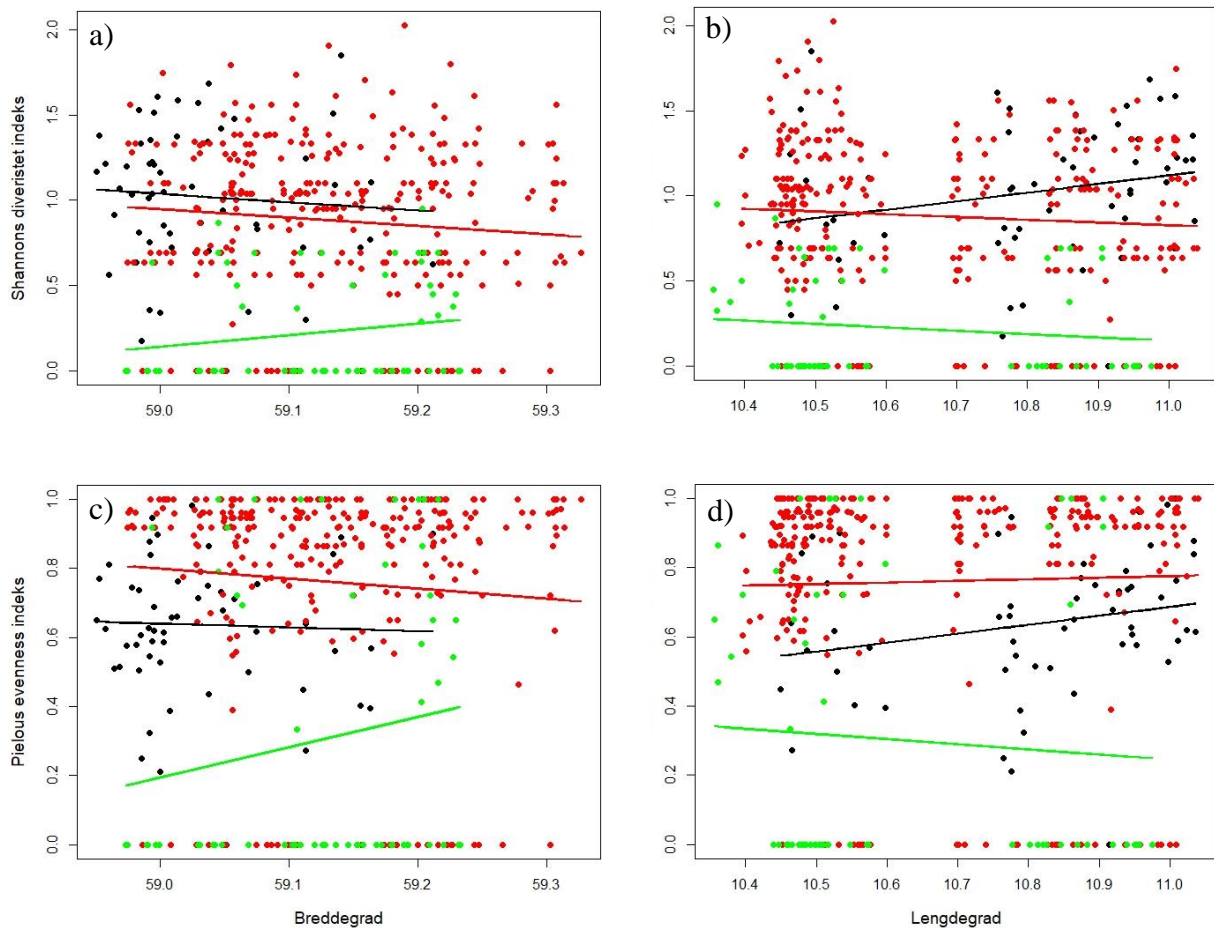 a)
b)
Shannons diveristet indeks
0.0 0.5 1.0 1.5 2.0
0.0 0.5 1.0 1.5 2.0
59.0 59.1 59.2 59.3
10.4 10.5 10.6 10.7 10.8 10.9 11.0
c)
d)
Pielous evenness indeks
0.0 0.2 0.4 0.6 0.8 1.0
0.0 0.2 0.4 0.6 0.8 1.0
59.0 59.1 59.2 59.3
10.4 10.5 10.6 10.7 10.8 10.9 11.0
Breddegrad
Lengdegrad